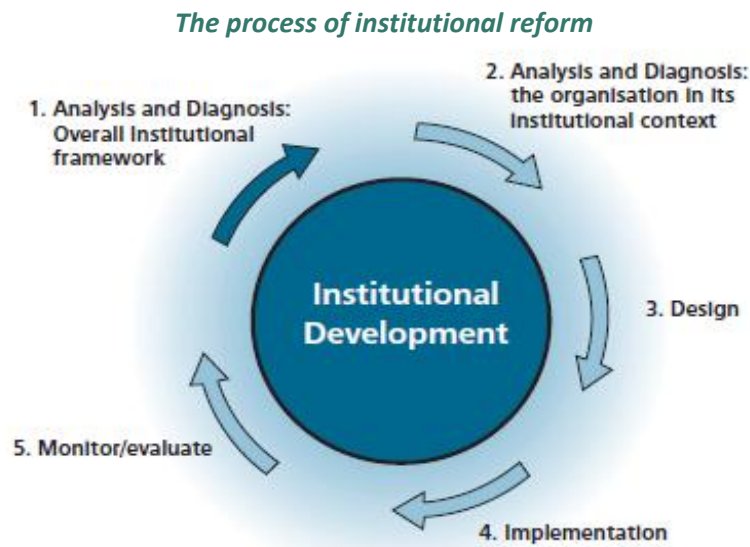 The process of institutional reform
1. Analysis and Diagnosis:
Overall Institutional
framework
2. Analysis and Diagnosis:
the organisation in its
institutional context
Institutional
Development
3. Design
4. Implementation
5. Monitor/evaluate